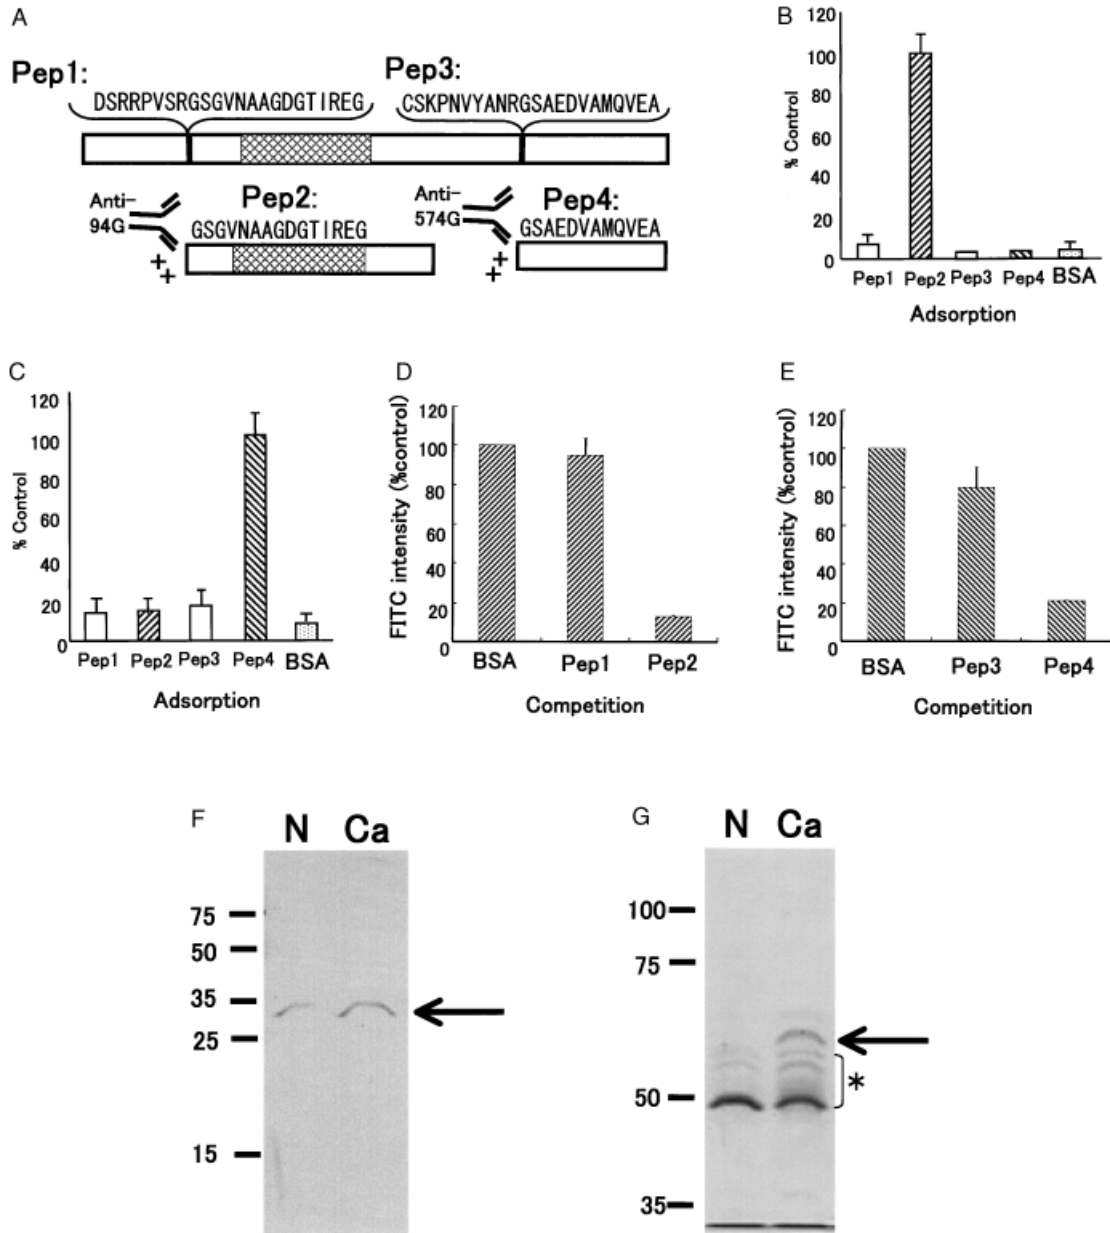 A
Pep1:
DSRRPVSRGSGVNAAGDGTIREG
Pep3:
CSKPNVYANRGSAEDVAMQVEA
Anti-
94G
++
Pep2:
GSGVNAAGDGTIREG
Anti-
574G
++
Pep4:
GSAEDVAMQVEA
B
% Control
120
100
80
60
40
20
0
Pep1 Pep2 Pep3 Pep4 BSA
Adsorption
C
% Control
120
100
80
60
40
20
0
Pep1 Pep2 Pep3 Pep4 BSA
Adsorption
D
FITC intensity (%control)
120
100
80
60
40
20
0
BSA Pep1 Pep2
Competition
E
FITC intensity (%control)
120
100
80
60
40
20
0
BSA Pep3 Pep4
Competition
F
N Ca
75
50
35
25
15
G
N Ca
100
75
50
35
*